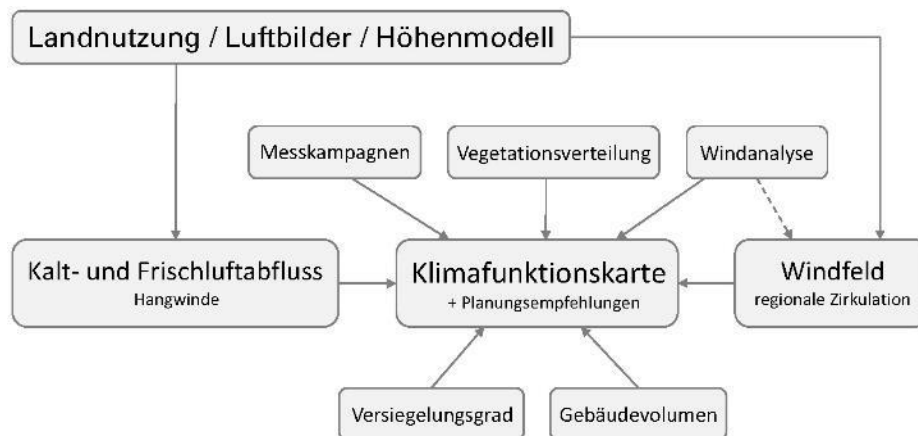 Landnutzung / Luftbilder / Höhenmodell
Messkampagnen
Vegetationsverteilung
Windanalyse
Kalt- und Frischluftabfluss
Hangwinde
Klimafunktionskarte
+ Planungsempfehlungen
Windfeld
regionale Zirkulation
Versiegelungsgrad
Gebäudevolumen